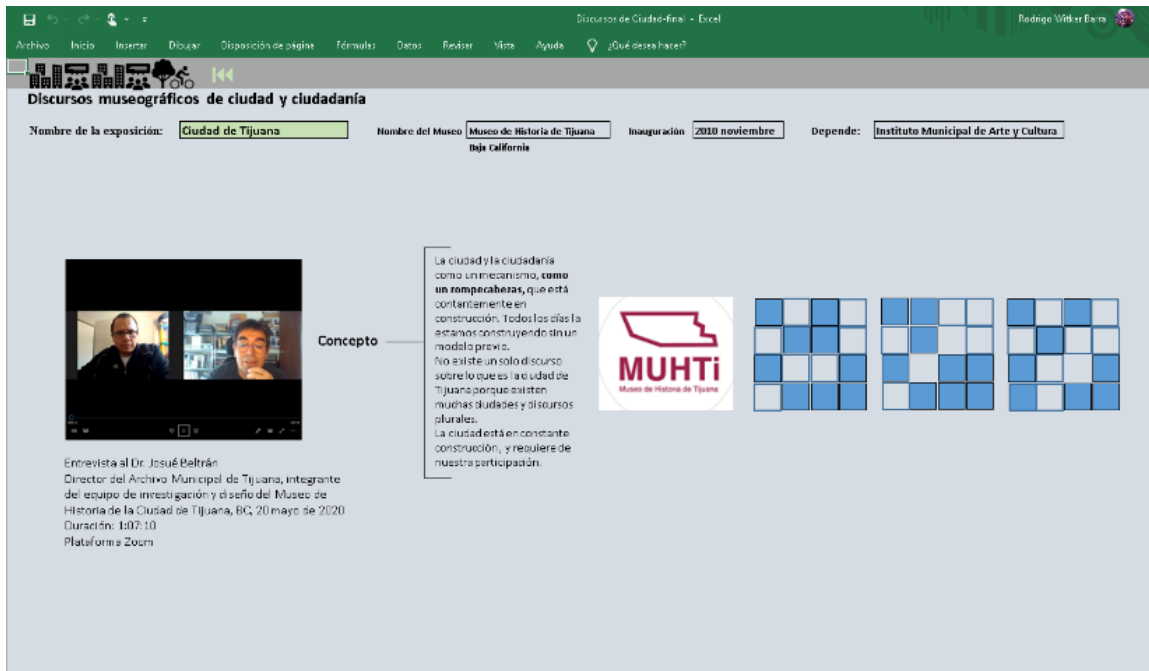 Discursos de Ciudad-final - Excel
Rodrigo Witker Barra
Archivo Inicio Insertar Dibujar Disposición de página Fórmulas Datos Revisar Vista Ayuda ¿Qué desea hacer?
Discursos museográficos de ciudad y ciudadanía
Nombre de la exposición: Ciudad de Tijuana Nombre del Museo Museo de Historia de Tijuana Inauguración 2010 noviembre Depende: Instituto Municipal de Arte y Cultura
Baja California
La ciudad y la ciudadanía
como un mecanismo, como
un rompecabezas, que está
contantemente en
construcción. Todos los días la
estamos construyendo sin un
modelo previo.
No existe un solo discurso
sobre lo que es la ciudad de
Tijuana porque existen
muchas ciudades y discursos
plurales.
La ciudad está en constante
construcción, y requiere de
nuestra participación.
Concepto
MUHTi
Museo de Historia de Tijuana
Entrevista al Dr. Josué Beltrán
Director del Archivo Municipal de Tijuana, integrante
del equipo de investigación y diseño del Museo de
Historia de la Ciudad de Tijuana, BC, 20 mayo de 2020
Duración: 1:07:10
Plataforma Zoom